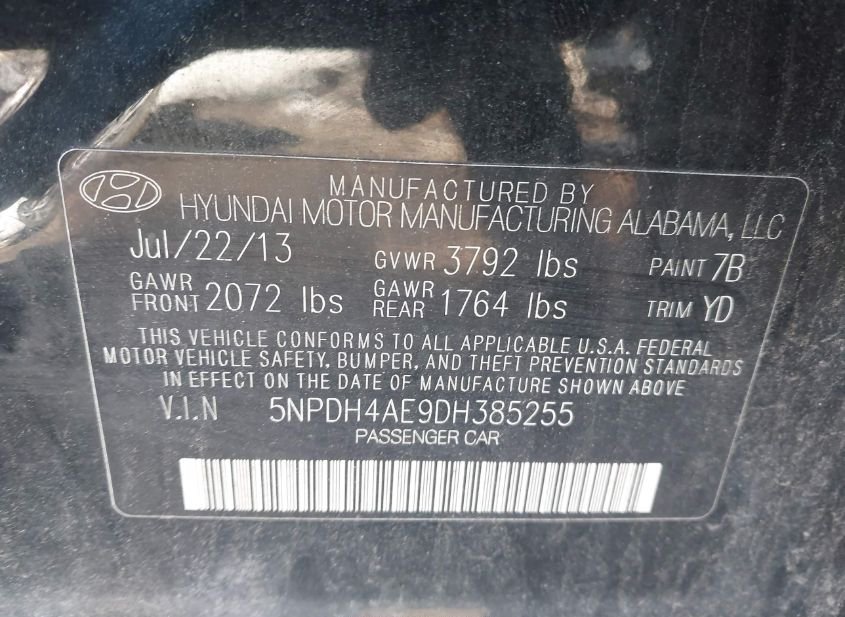 MANUFACTURED BY
HYUNDAI MOTOR MANUFACTURING ALABAMA, LLC
Jul/22/13 GVWR 3792 lbs PAINT 7B
GAWR FRONT 2072 lbs GAWR REAR 1764 lbs TRIM YD
THIS VEHICLE CONFORMS TO ALL APPLICABLE U.S.A. FEDERAL
MOTOR VEHICLE SAFETY, BUMPER, AND THEFT PREVENTION STANDARDS
IN EFFECT ON THE DATE OF MANUFACTURE SHOWN ABOVE
V.I.N 5NPDH4AE9DH385255
PASSENGER CAR